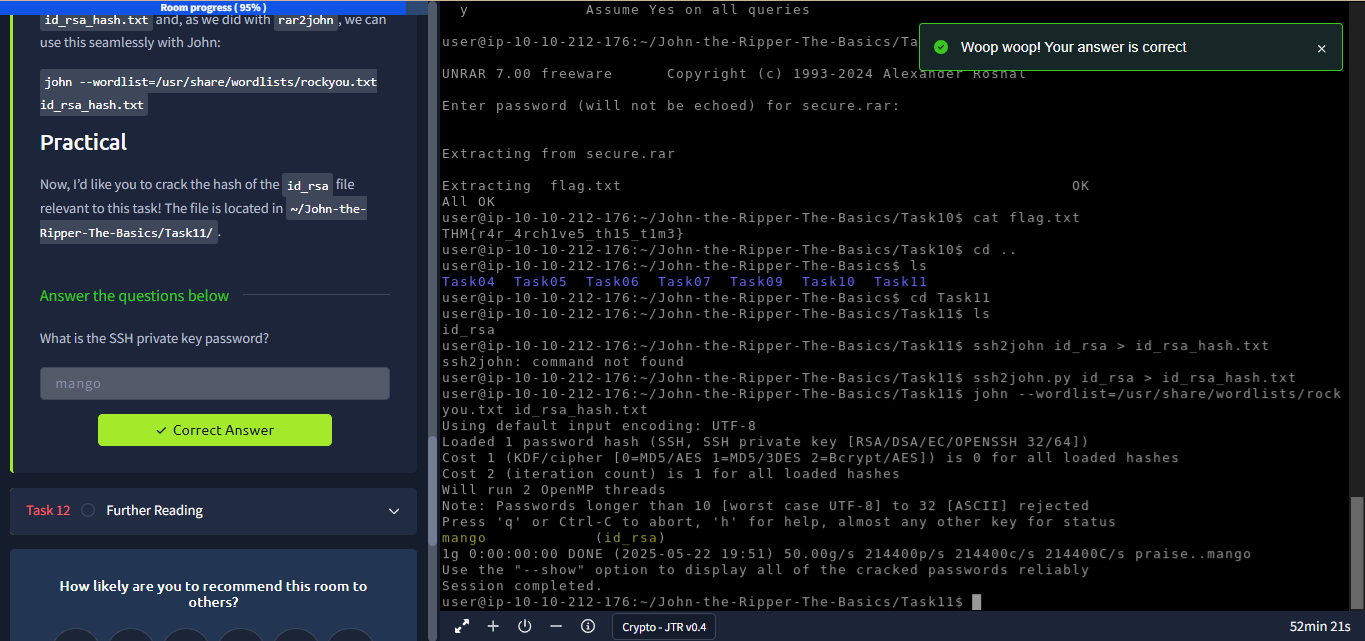 Room progress ( 95% )
id_rsa_hash.txt and, as we did with rar2john, we can
use this seamlessly with John:
john --wordlist=/usr/share/wordlists/rockyou.txt
id_rsa_hash.txt
Practical
Now, I'd like you to crack the hash of the id_rsa file
relevant to this task! The file is located in ~/John-the-
Ripper-The-Basics/Task11/ .
Answer the questions below
What is the SSH private key password?
mango
Correct Answer
Task 12 Further Reading
How likely are you to recommend this room to
others?
y Assume Yes on all queries
user@ip-10-10-212-176:~/John-the-Ripper-The-Basics/Ta
Woop woop! Your answer is correct
UNRAR 7.00 freeware Copyright (c) 1993-2024 Alexander Roshal
Enter password (will not be echoed) for secure.rar:
Extracting from secure.rar
Extracting flag.txt OK
All OK
user@ip-10-10-212-176:~/John-the-Ripper-The-Basics/Task10$ cat flag.txt
THM{r4r_4rch1ve5_th15_t1m3}
user@ip-10-10-212-176:~/John-the-Ripper-The-Basics/Task10$ cd ..
user@ip-10-10-212-176:~/John-the-Ripper-The-Basics$ ls
Task04 Task05 Task06 Task07 Task09 Task10 Task11
user@ip-10-10-212-176:~/John-the-Ripper-The-Basics$ cd Task11
user@ip-10-10-212-176:~/John-the-Ripper-The-Basics/Task11$ ls
id_rsa
user@ip-10-10-212-176:~/John-the-Ripper-The-Basics/Task11$ ssh2john id_rsa > id_rsa_hash.txt
ssh2john: command not found
user@ip-10-10-212-176:~/John-the-Ripper-The-Basics/Task11$ ssh2john.py id_rsa > id_rsa_hash.txt
user@ip-10-10-212-176:~/John-the-Ripper-The-Basics/Task11$ john --wordlist=/usr/share/wordlists/rock
you.txt id_rsa_hash.txt
Using default input encoding: UTF-8
Loaded 1 password hash (SSH, SSH private key [RSA/DSA/EC/OPENSSH 32/64])
Cost 1 (KDF/cipher [0=MD5/AES 1=MD5/3DES 2=Bcrypt/AES]) is 0 for all loaded hashes
Cost 2 (iteration count) is 1 for all loaded hashes
Will run 2 OpenMP threads
Note: Passwords longer than 10 [worst case UTF-8] to 32 [ASCII] rejected
Press 'q' or Ctrl-C to abort, 'h' for help, almost any other key for status
mango (id_rsa)
1g 0:00:00:00 DONE (2025-05-22 19:51) 50.00g/s 214400p/s 214400c/s 214400C/s praise..mango
Use the "--show" option to display all of the cracked passwords reliably
Session completed.
user@ip-10-10-212-176:~/John-the-Ripper-The-Basics/Task11$
Crypto - JTR v0.4
52min 21s